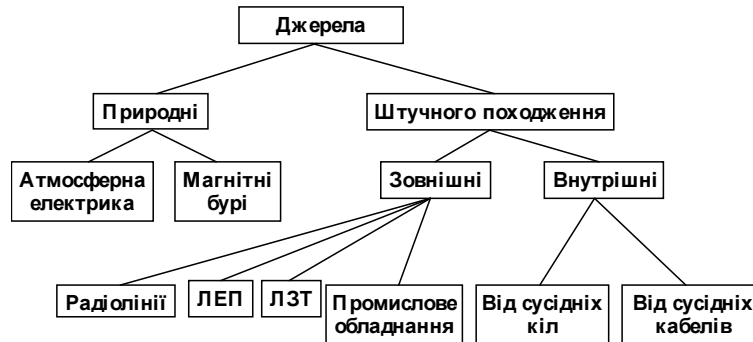 Джерела
Природні
Штучного походження
Атмосферна
електрика
Магнітні
бурі
Зовнішні
Внутрішні
Радіолінії
ЛЕП
ЛЗТ
Промислове
обладнання
Від сусідніх
кіл
Від сусідніх
кабелів